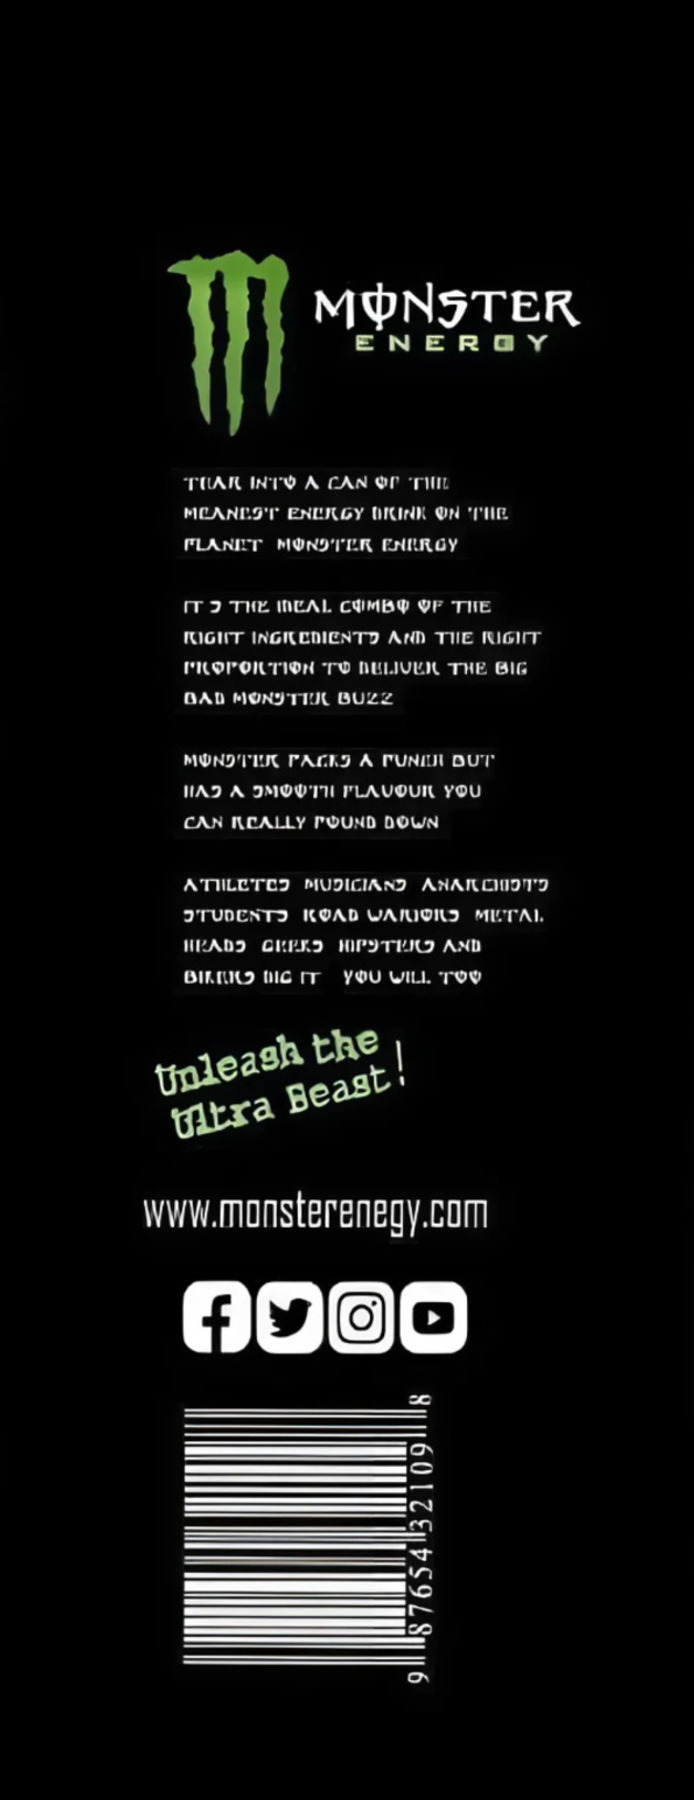 MONSTER
ENERGY
TEAR INTO A CAN OF THE
MEANEST ENERGY DRINK ON THE
PLANET MONSTER ENERGY
IT S THE IDEAL COMBO OF THE
RIGHT INGREDIENTS AND THE RIGHT
PROPORTION TO DELIVER THE BIG
BAD MONSTER BUZZ
MONSTER PACKS A PUNCH BUT
HAS A SMOOTH FLAVOUR YOU
CAN REALLY POUND DOWN
ATHLETES MUSICIANS ANARCHISTS
STUDENTS ROAD WARRIORS METAL
HEADS GEEKS HIPSTERS AND
BIKERS DIG IT YOU WILL TOO
Unleash the
Ultra Beast!
www.monsterenegy.com
9 87654 32109 8